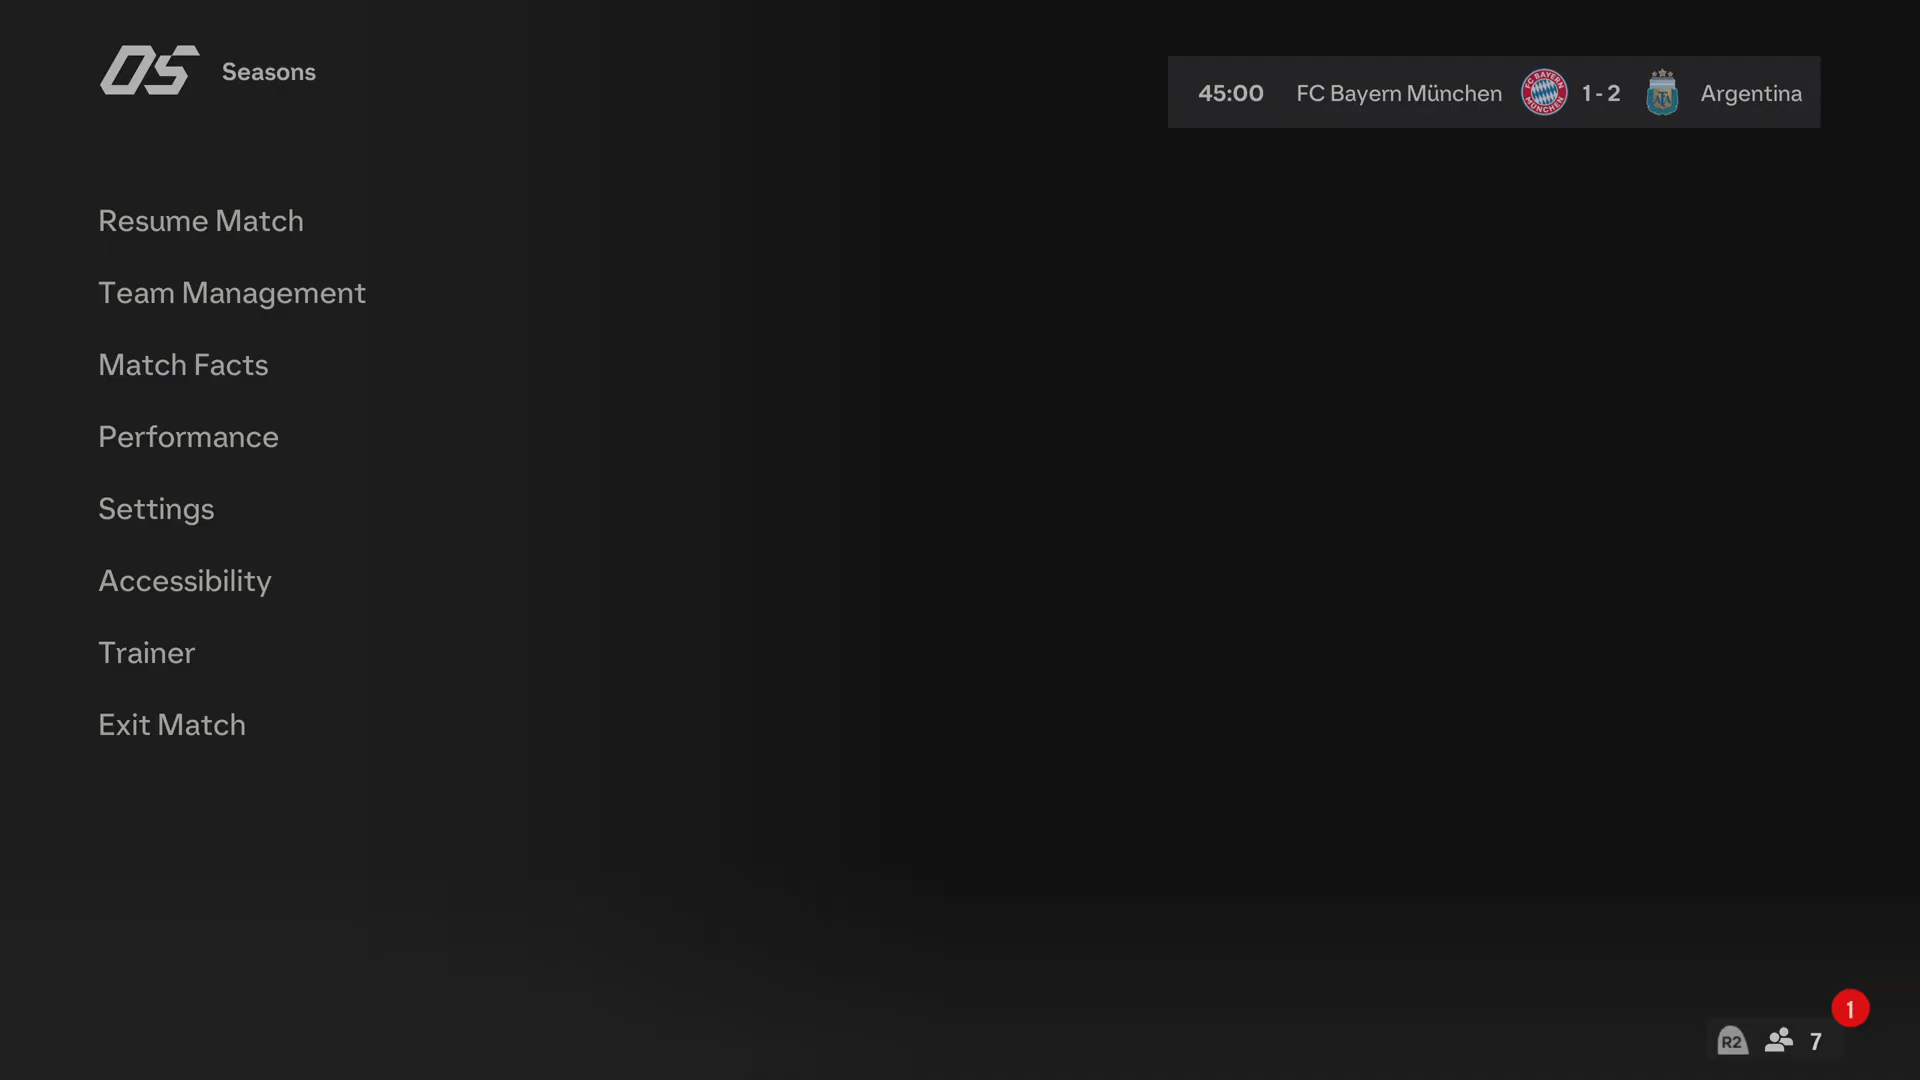 OS Seasons
45:00 FC Bayern München 1 - 2 Argentina
Resume Match
Team Management
Match Facts
Performance
Settings
Accessibility
Trainer
Exit Match
1
R2 7